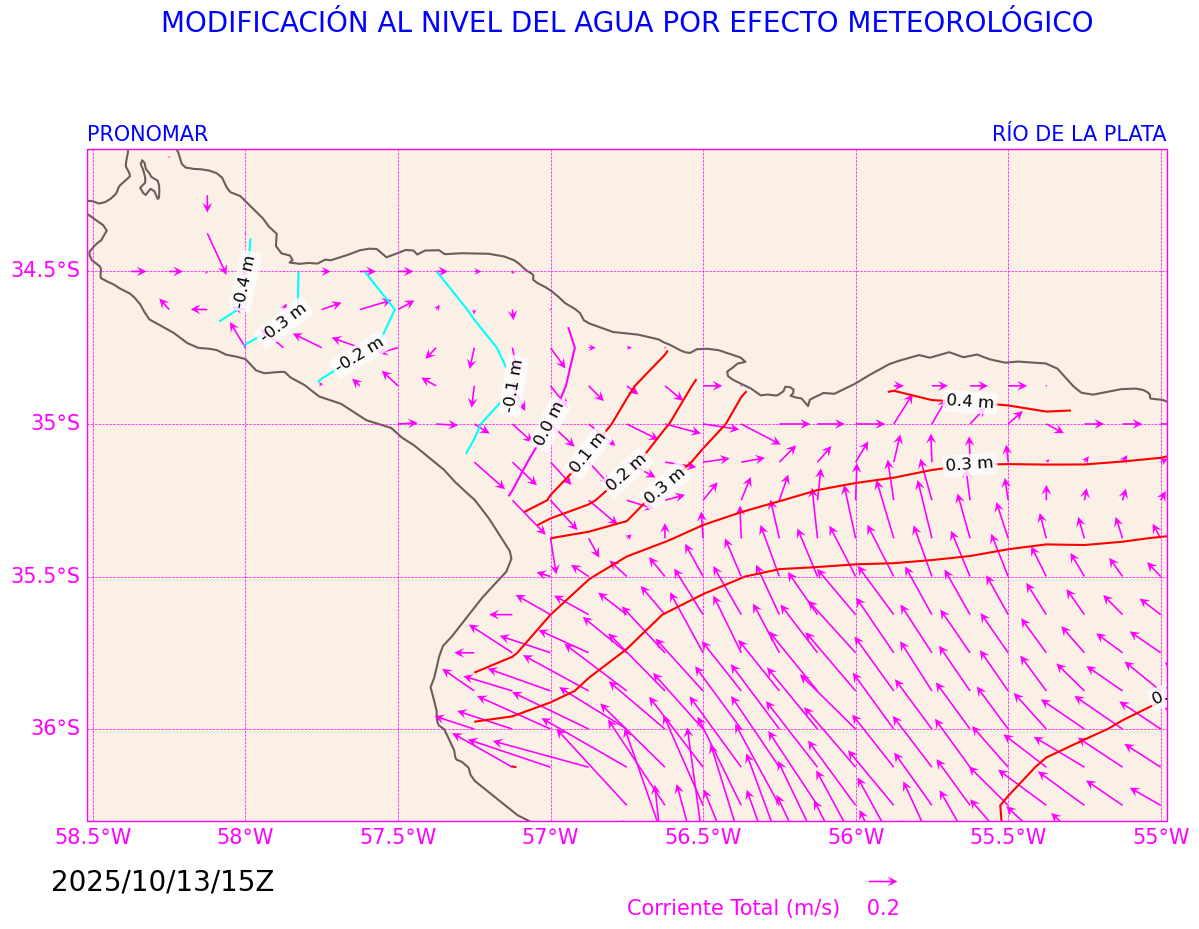 MODIFICACIÓN AL NIVEL DEL AGUA POR EFECTO METEOROLÓGICO
PRONOMAR
RÍO DE LA PLATA
34.5°S
35°S
35.5°S
36°S
-0.4 m
-0.3 m
-0.2 m
-0.1 m
0.0 m
0.1 m
0.2 m
0.3 m
0.4 m
0.3 m
0.
58.5°W
58°W
57.5°W
57°W
56.5°W
56°W
55.5°W
55°W
2025/10/13/15Z
Corriente Total (m/s)
0.2